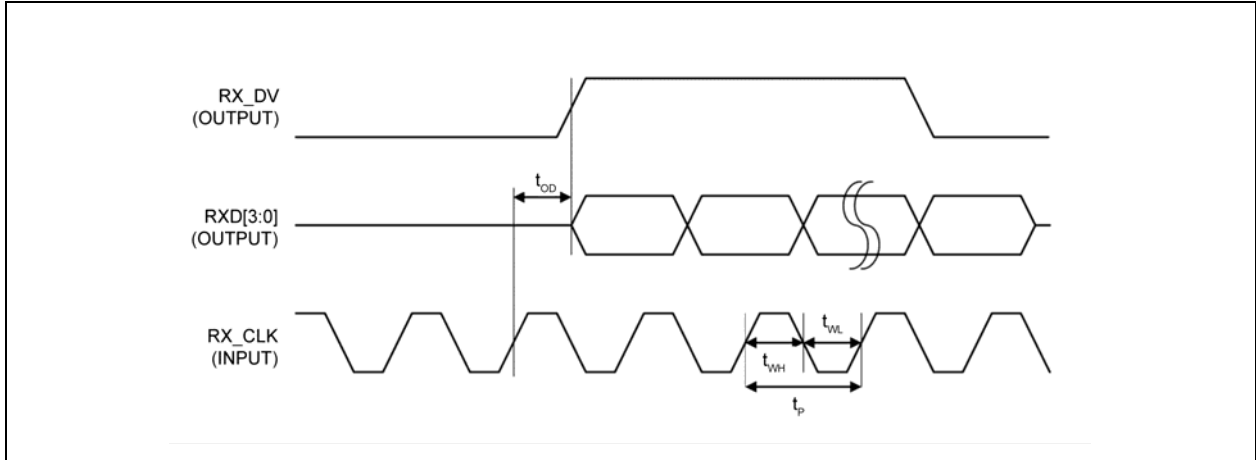 RX_DV
(OUTPUT)
t_OD
RXD[3:0]
(OUTPUT)
RX_CLK
(INPUT)
t_WL
t_WH
t_P